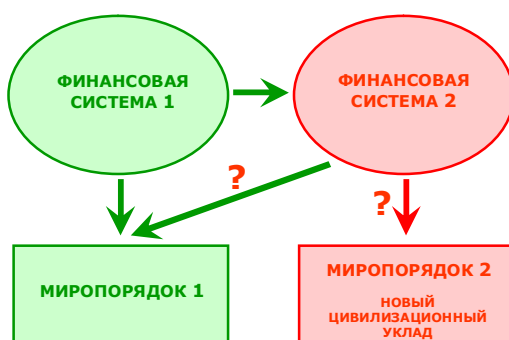 ФИНАНСОВАЯ
СИСТЕМА 1
ФИНАНСОВАЯ
СИСТЕМА 2
?
?
МИРОПОРЯДОК 1
МИРОПОРЯДОК 2
НОВЫЙ
ЦИВИЛИЗАЦИОННЫЙ
УКЛАД